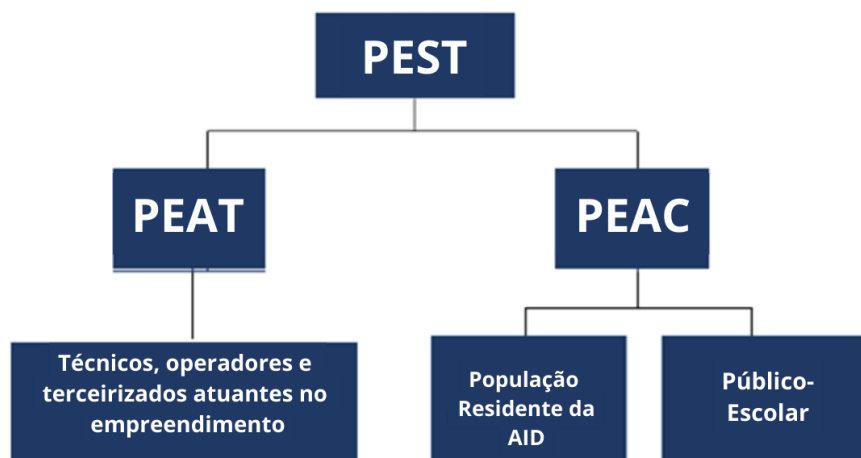 PEST
PEAT
PEAC
Técnicos, operadores e
terceirizados atuantes no
empreendimento
População
Residente da
AID
Público-
Escolar